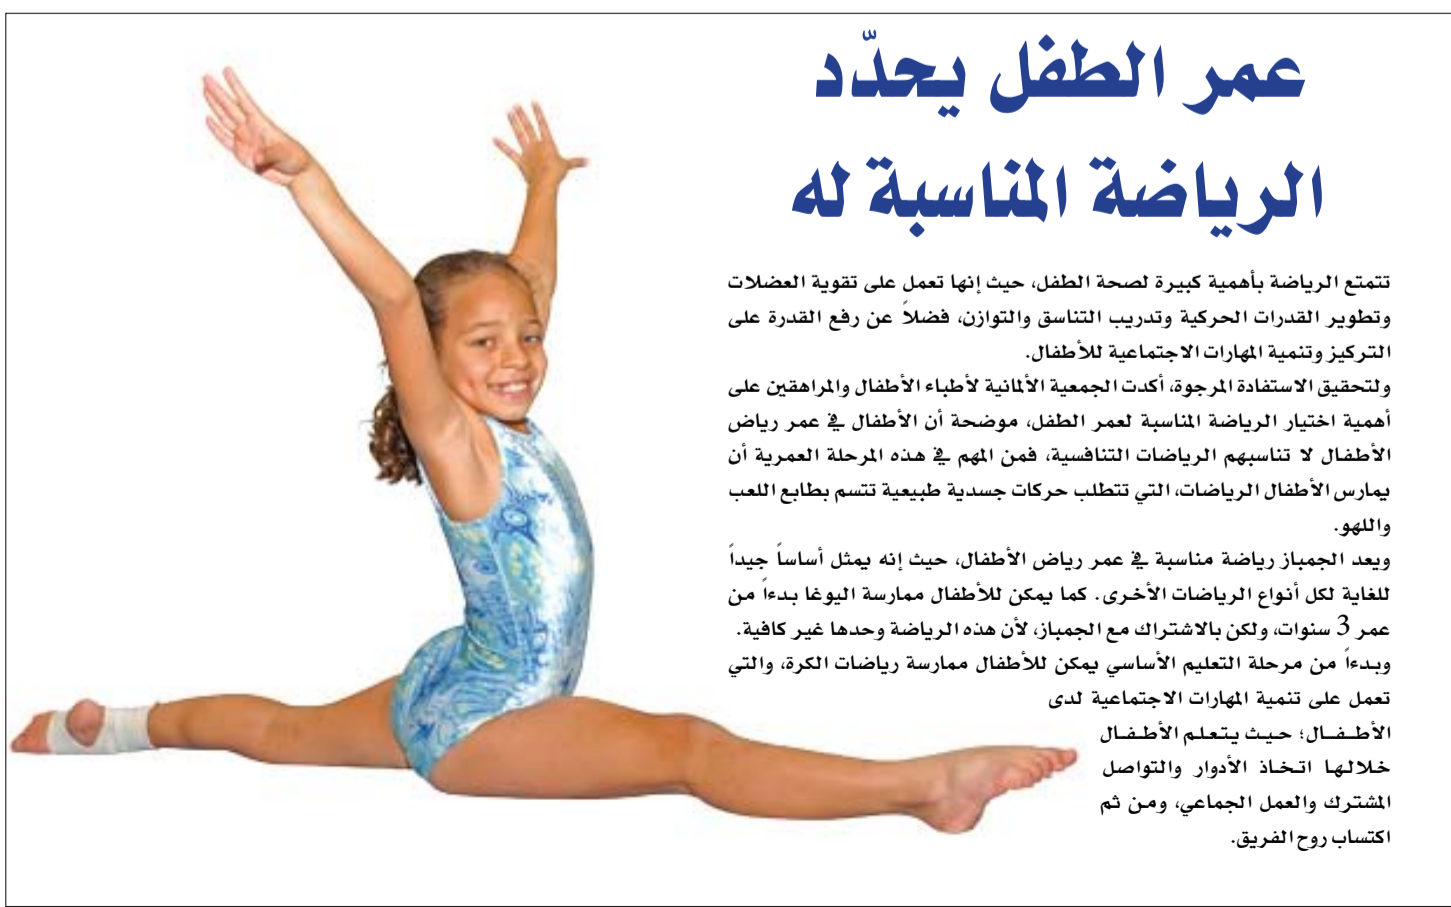 عمر الطفل يحدّد
الرياضة المناسبة له
تتمتع الرياضة بأهمية كبيرة لصحة الطفل، حيث إنها تعمل على تقوية العضلات
وتطوير القدرات الحركية وتدريب التناسق والتوازن، فضلاً عن رفع القدرة على
التركيز وتنمية المهارات الاجتماعية للأطفال.
ولتحقيق الاستفادة المرجوة، أكدت الجمعية الألمانية لأطباء الأطفال والمراهقين على
أهمية اختيار الرياضة المناسبة لعمر الطفل، موضحة أن الأطفال في عمر رياض
الأطفال لا تناسبهم الرياضات التنافسية، فمن المهم في هذه المرحلة العمرية أن
يمارس الأطفال الرياضات، التي تتطلب حركات جسدية طبيعية تتسم بطابع اللعب
واللهو.
ويعد الجمباز رياضة مناسبة في عمر رياض الأطفال، حيث إنه يمثل أساساً جيداً
للغاية لكل أنواع الرياضات الأخرى. كما يمكن للأطفال ممارسة اليوغا بدءاً من
عمر 3 سنوات، ولكن بالاشتراك مع الجمباز، لأن هذه الرياضة وحدها غير كافية.
وبدءاً من مرحلة التعليم الأساسي يمكن للأطفال ممارسة رياضات الكرة، والتي
تعمل على تنمية المهارات الاجتماعية لدى
الأطفال؛ حيث يتعلم الأطفال
خلالها اتخاذ الأدوار والتواصل
المشترك والعمل الجماعي، ومن ثم
اكتساب روح الفريق.